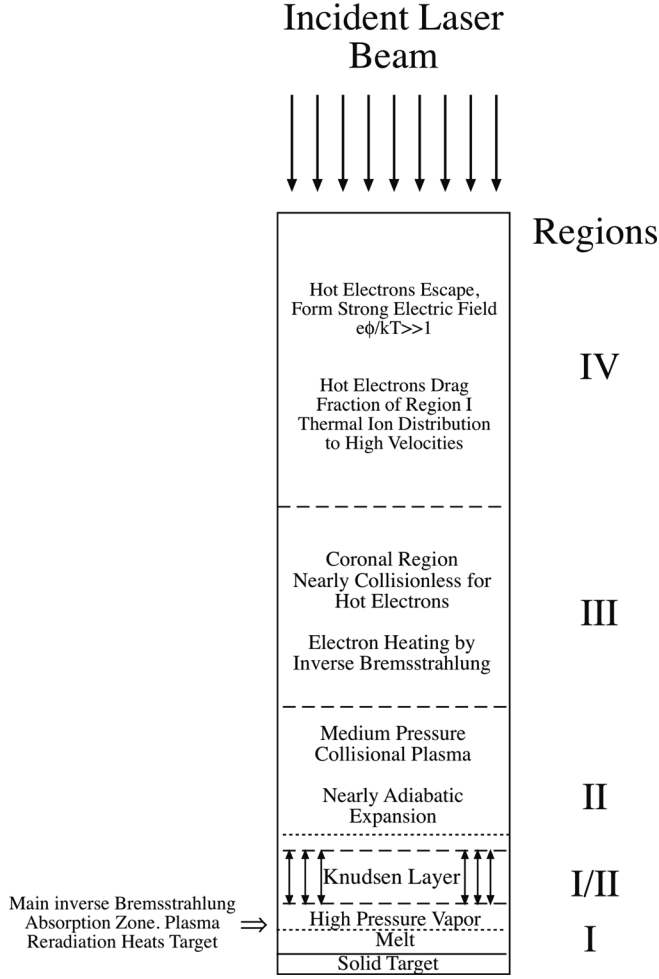 Incident Laser
Beam
Regions
Hot Electrons Escape,
Form Strong Electric Field
eϕ/kT>>1
IV
Hot Electrons Drag
Fraction of Region I
Thermal Ion Distribution
to High Velocities
Coronal Region
Nearly Collisionless for
Hot Electrons
III
Electron Heating by
Inverse Bremsstrahlung
Medium Pressure
Collisional Plasma
II
Nearly Adiabatic
Expansion
Knudsen Layer
I/II
Main inverse Bremsstrahlung
Absorption Zone. Plasma ⇒
Reradiation Heats Target
High Pressure Vapor
Melt
I
Solid Target